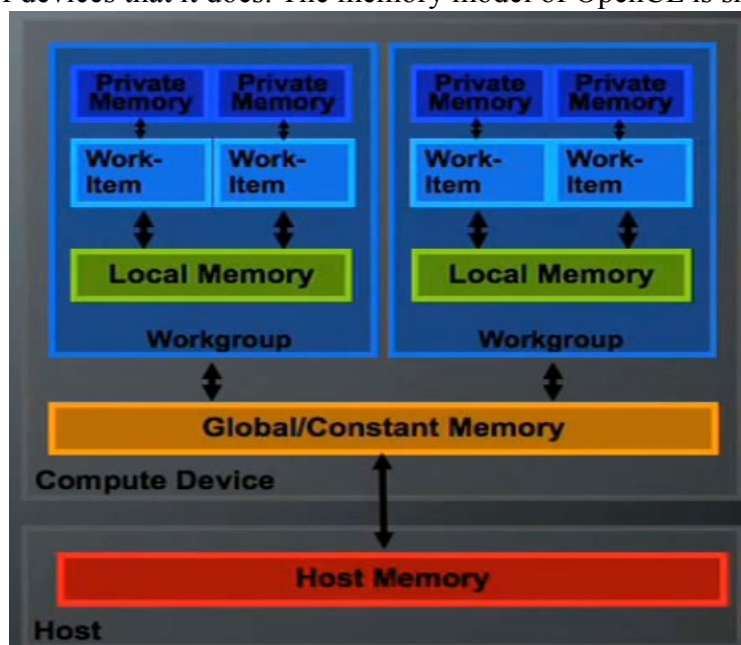 f devices that it does. The memory model of OpenCL is s
Private Memory Private Memory Private Memory Private Memory
Work-Item Work-Item Work-Item Work-Item
Local Memory Local Memory
Workgroup Workgroup
Global/Constant Memory
Compute Device
Host Memory
Host